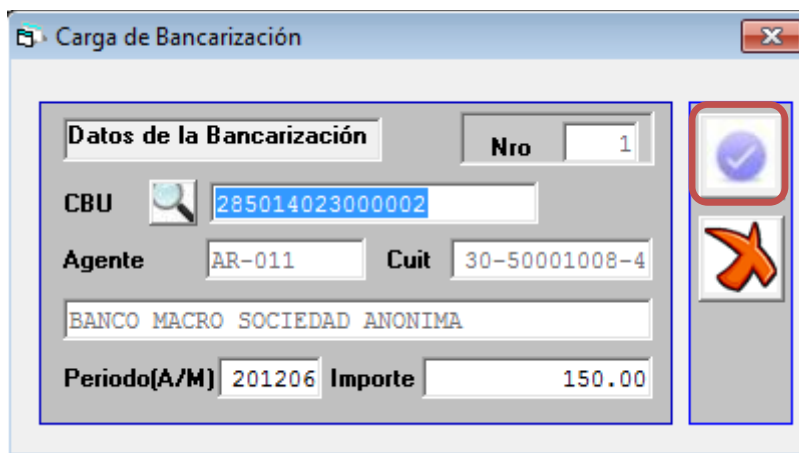 Carga de Bancarización
Datos de la Bancarización Nro 1
CBU 285014023000002
Agente AR-011 Cuit 30-50001008-4
BANCO MACRO SOCIEDAD ANONIMA
Periodo(A/M) 201206 Importe 150.00